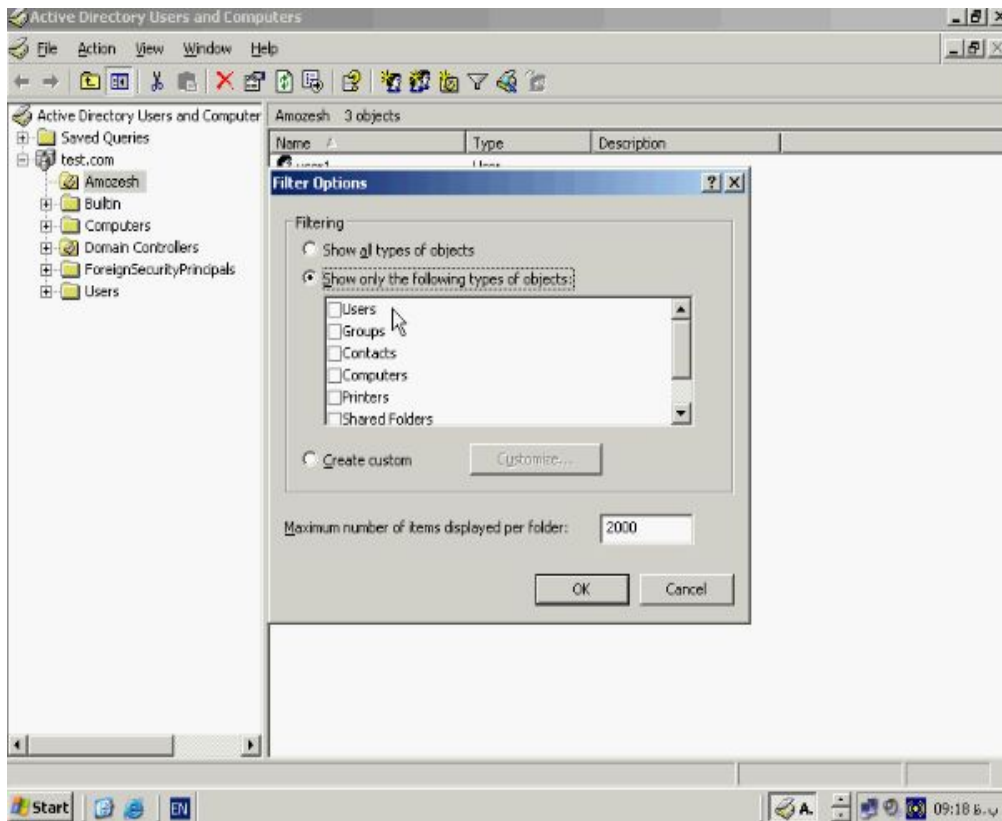 Active Directory Users and Computers
File Action View Window Help
Active Directory Users and Computer
Amozesh 3 objects
Saved Queries
Name Type Description
test.com
user1 User
Amozesh
Builtin
Computers
Domain Controllers
ForeignSecurityPrincipals
Users
Filter Options
Filtering
Show all types of objects
Show only the following types of objects:
Users
Groups
Contacts
Computers
Printers
Shared Folders
Create custom
Customize...
Maximum number of items displayed per folder:
2000
OK Cancel
Start EN A. 09:18 ب.ظ